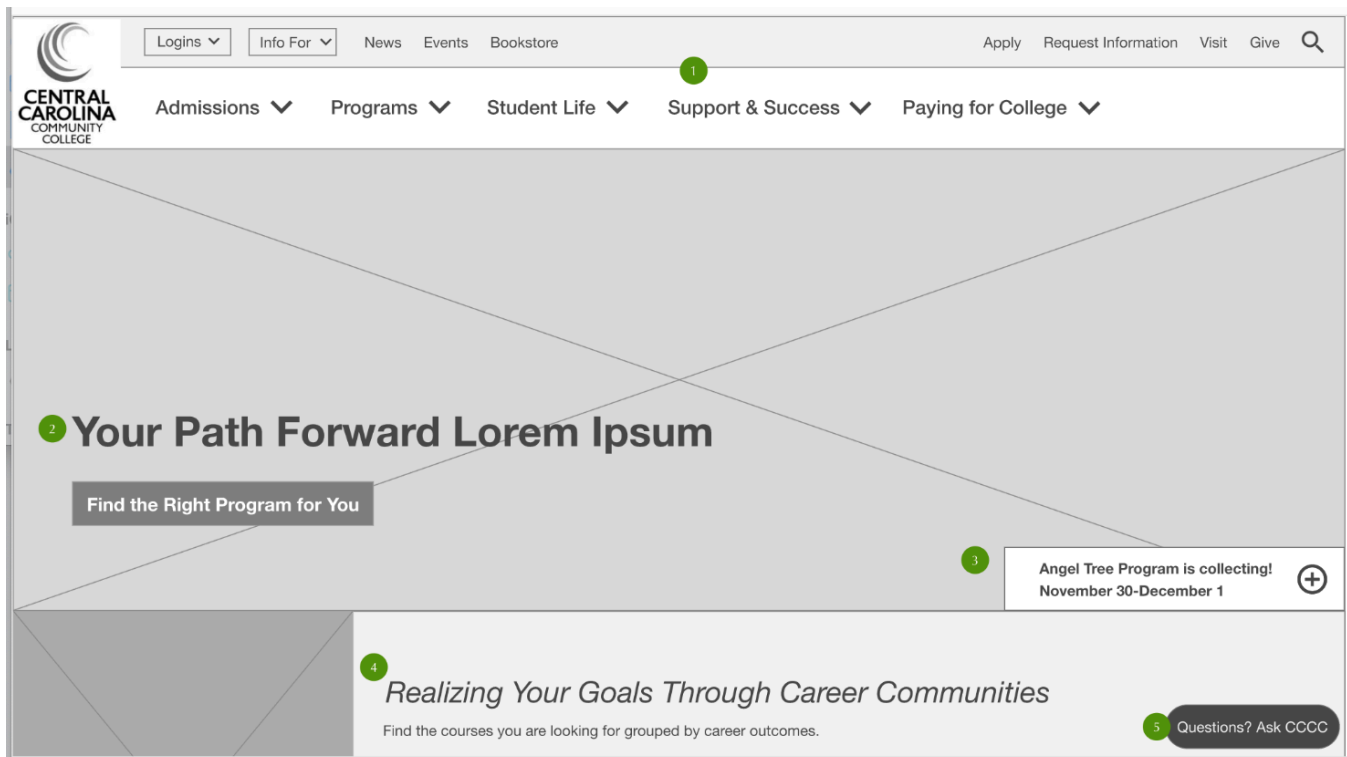 CENTRAL
CAROLINA
COMMUNITY
COLLEGE
Logins
Info For
News
Events
Bookstore
Apply
Request Information
Visit
Give
1
Admissions
Programs
Student Life
Support & Success
Paying for College
2
Your Path Forward Lorem Ipsum
Find the Right Program for You
3
Angel Tree Program is collecting!
November 30-December 1
4
Realizing Your Goals Through Career Communities
Find the courses you are looking for grouped by career outcomes.
5
Questions? Ask CCCC